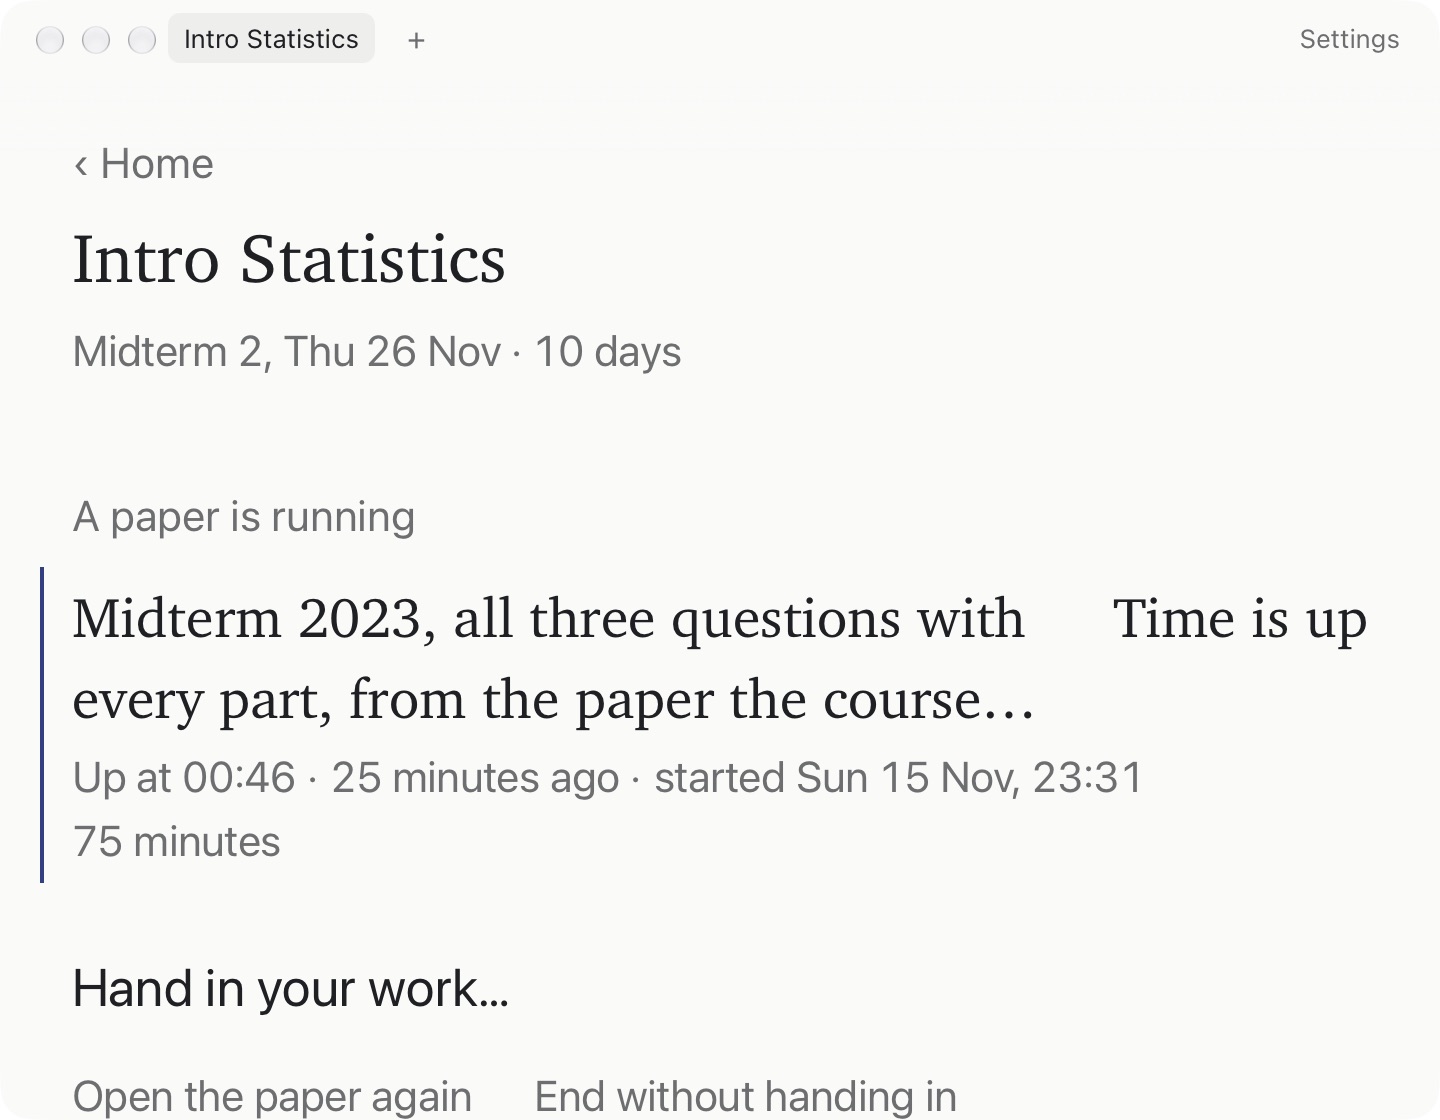 Intro Statistics
+
Settings
‹ Home
Intro Statistics
Midterm 2, Thu 26 Nov · 10 days
A paper is running
Midterm 2023, all three questions with
Time is up
every part, from the paper the course…
Up at 00:46 · 25 minutes ago · started Sun 15 Nov, 23:31
75 minutes
Hand in your work…
Open the paper again
End without handing in